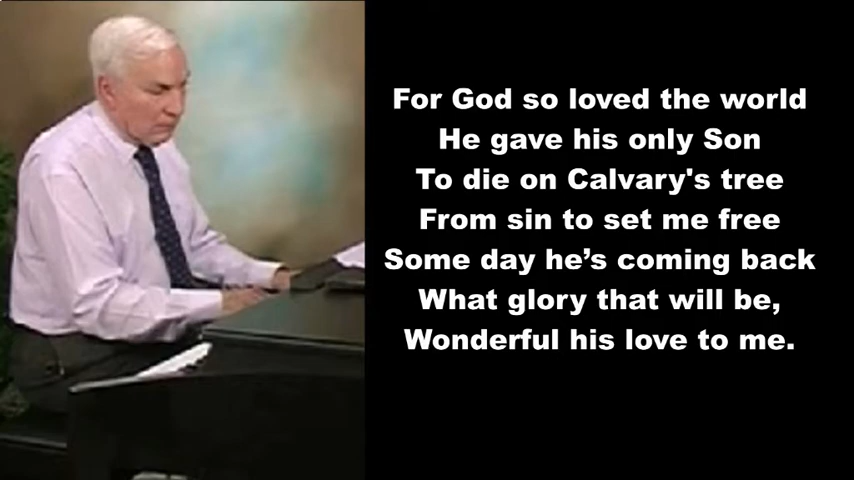 For God so loved the world
He gave his only Son
To die on Calvary's tree
From sin to set me free
Some day he’s coming back
What glory that will be,
Wonderful his love to me.